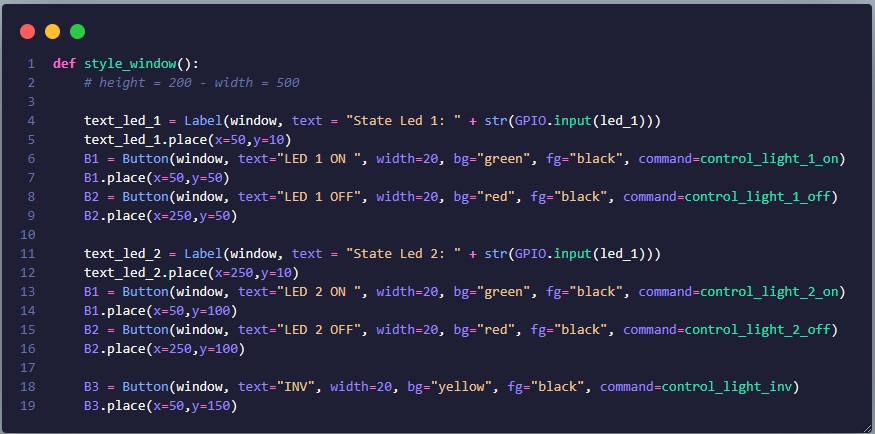 1 def style_window():
2     # height = 200 - width = 500
3
4     text_led_1 = Label(window, text = "State Led 1: " + str(GPIO.input(led_1)))
5     text_led_1.place(x=50,y=10)
6     B1 = Button(window, text="LED 1 ON ", width=20, bg="green", fg="black", command=control_light_1_on)
7     B1.place(x=50,y=50)
8     B2 = Button(window, text="LED 1 OFF", width=20, bg="red", fg="black", command=control_light_1_off)
9     B2.place(x=250,y=50)
10
11     text_led_2 = Label(window, text = "State Led 2: " + str(GPIO.input(led_1)))
12     text_led_2.place(x=250,y=10)
13     B1 = Button(window, text="LED 2 ON ", width=20, bg="green", fg="black", command=control_light_2_on)
14     B1.place(x=50,y=100)
15     B2 = Button(window, text="LED 2 OFF", width=20, bg="red", fg="black", command=control_light_2_off)
16     B2.place(x=250,y=100)
17
18     B3 = Button(window, text="INV", width=20, bg="yellow", fg="black", command=control_light_inv)
19     B3.place(x=50,y=150)